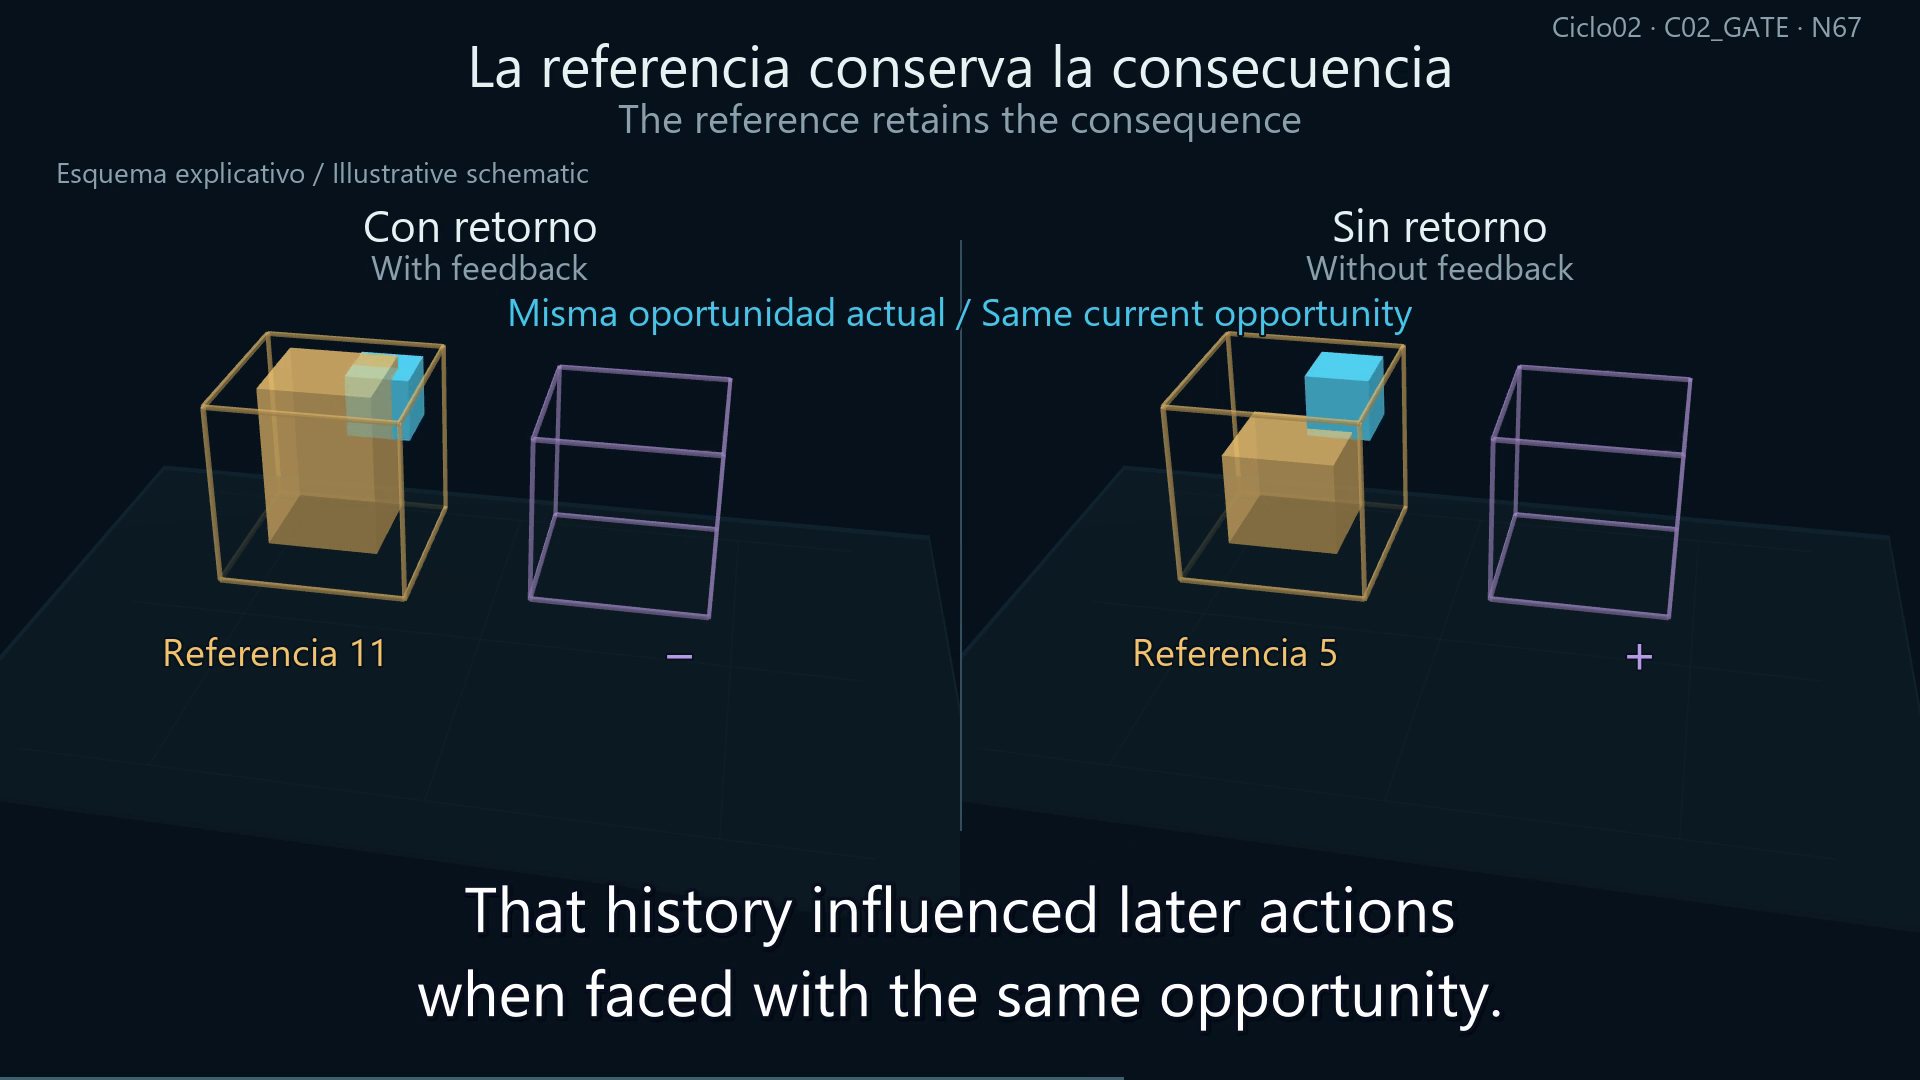 Ciclo02 · C02_GATE · N67
La referencia conserva la consecuencia
The reference retains the consequence
Esquema explicativo / Illustrative schematic
Con retorno
With feedback
Sin retorno
Without feedback
Misma oportunidad actual / Same current opportunity
Referencia 11
−
Referencia 5
+
That history influenced later actions
when faced with the same opportunity.